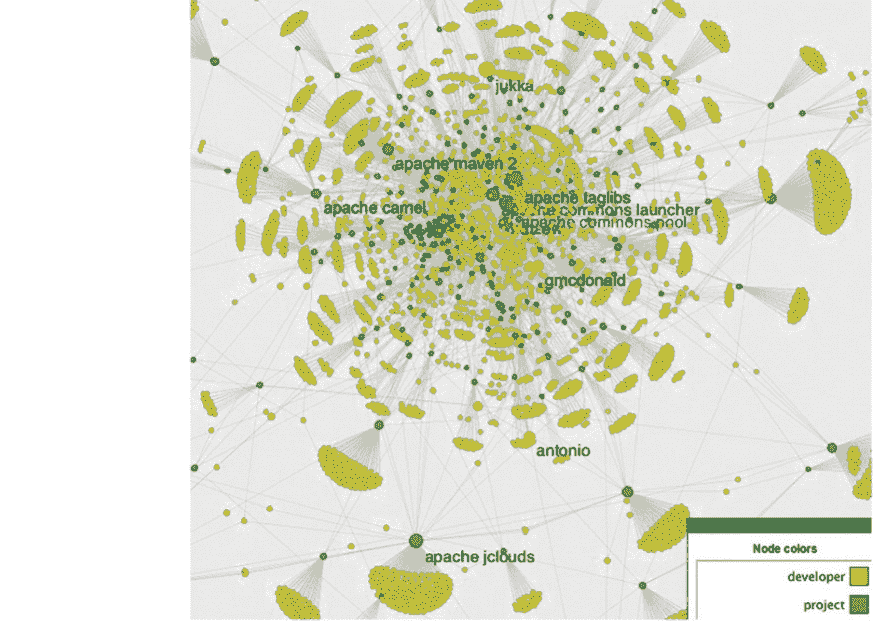 jukka
apache maven 2
apache taglibs
apache camel
commons launcher
apache commons pool
gmcdonald
antonio
apache jclouds
Node colors
developer
project